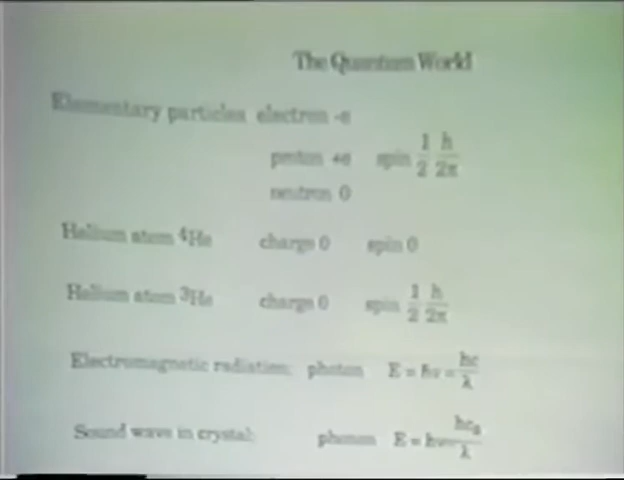 The Quantum World
Elementary particles electron -e
proton +e spin 1/2 h/2π
neutron 0
Helium atom ⁴He charge 0 spin 0
Helium atom ³He charge 0 spin 1/2 h/2π
Electromagnetic radiation: photon E = hν = hc/λ
Sound wave in crystal: phonon E = hν = hcₛ/λ